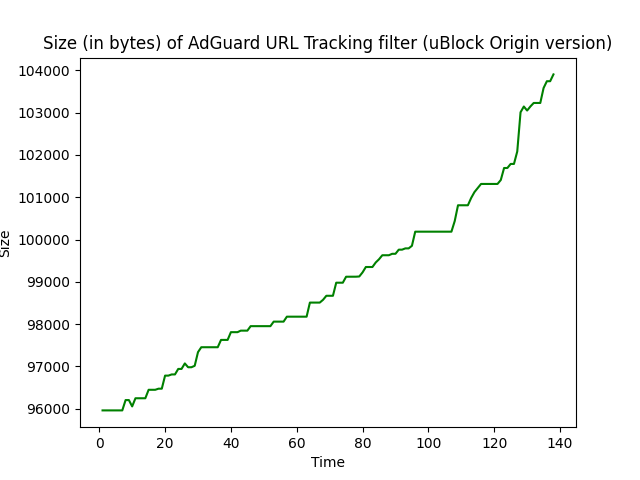 Size (in bytes) of AdGuard URL Tracking filter (uBlock Origin version)
104000
103000
102000
101000
100000
99000
98000
97000
96000
Size
0 20 40 60 80 100 120 140
Time